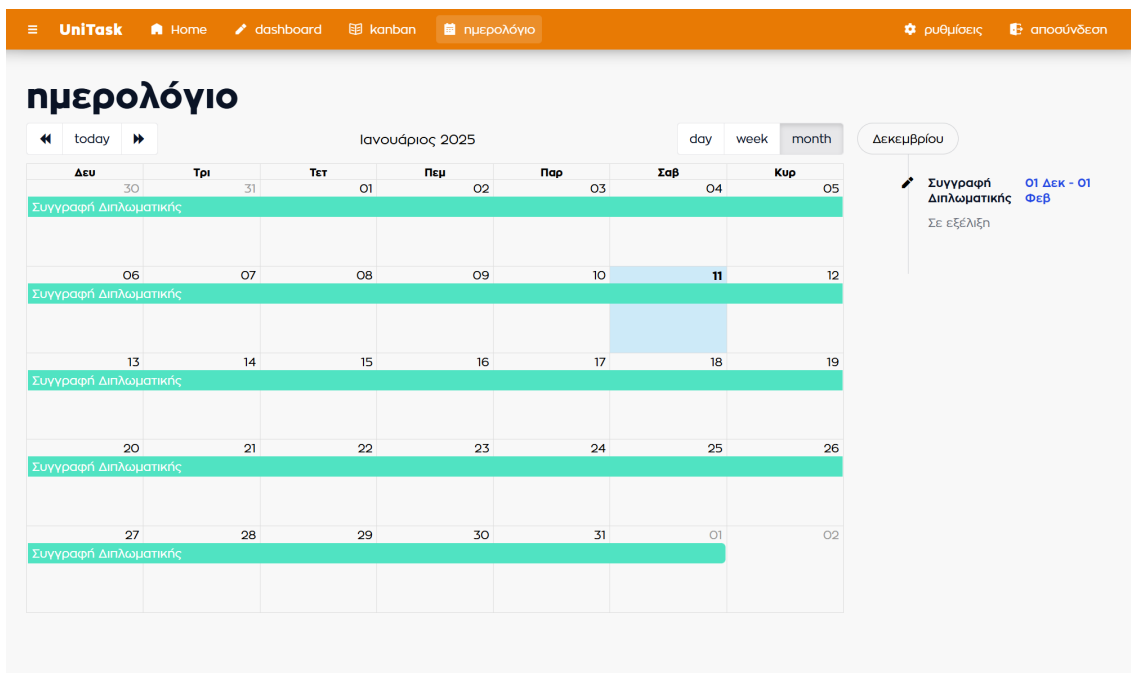 UniTask Home dashboard kanban ημερολόγιο ρυθμίσεις αποσύνδεση
ημερολόγιο
today Ιανουάριος 2025 day week month
Δευ Τρι Τετ Πεμ Παρ Σαβ Κυρ
30 31 01 02 03 04 05
Συγγραφή Διπλωματικής
06 07 08 09 10 11 12
Συγγραφή Διπλωματικής
13 14 15 16 17 18 19
Συγγραφή Διπλωματικής
20 21 22 23 24 25 26
Συγγραφή Διπλωματικής
27 28 29 30 31 01 02
Συγγραφή Διπλωματικής
Δεκεμβρίου
Συγγραφή
Διπλωματικής
01 Δεκ - 01
Φεβ
Σε εξέλιξη